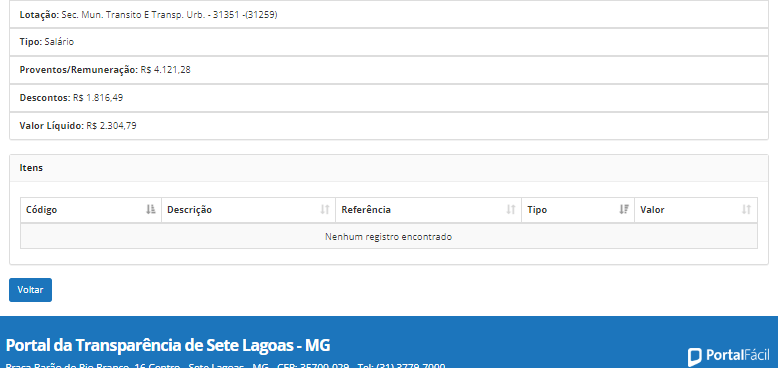 Lotação: Sec. Mun. Transito E Transp. Urb. - 31351 -(31259)
Tipo: Salário
Proventos/Remuneração: R$ 4.121,28
Descontos: R$ 1.816,49
Valor Líquido: R$ 2.304,79
Itens
Código Descrição Referência Tipo Valor
Nenhum registro encontrado
Voltar
Portal da Transparência de Sete Lagoas - MG
PortalFácil
Praça Barão do Rio Branco, 16 Centro - Sete Lagoas - MG - CEP: 35700-029 - Tel: (31) 3779-7000